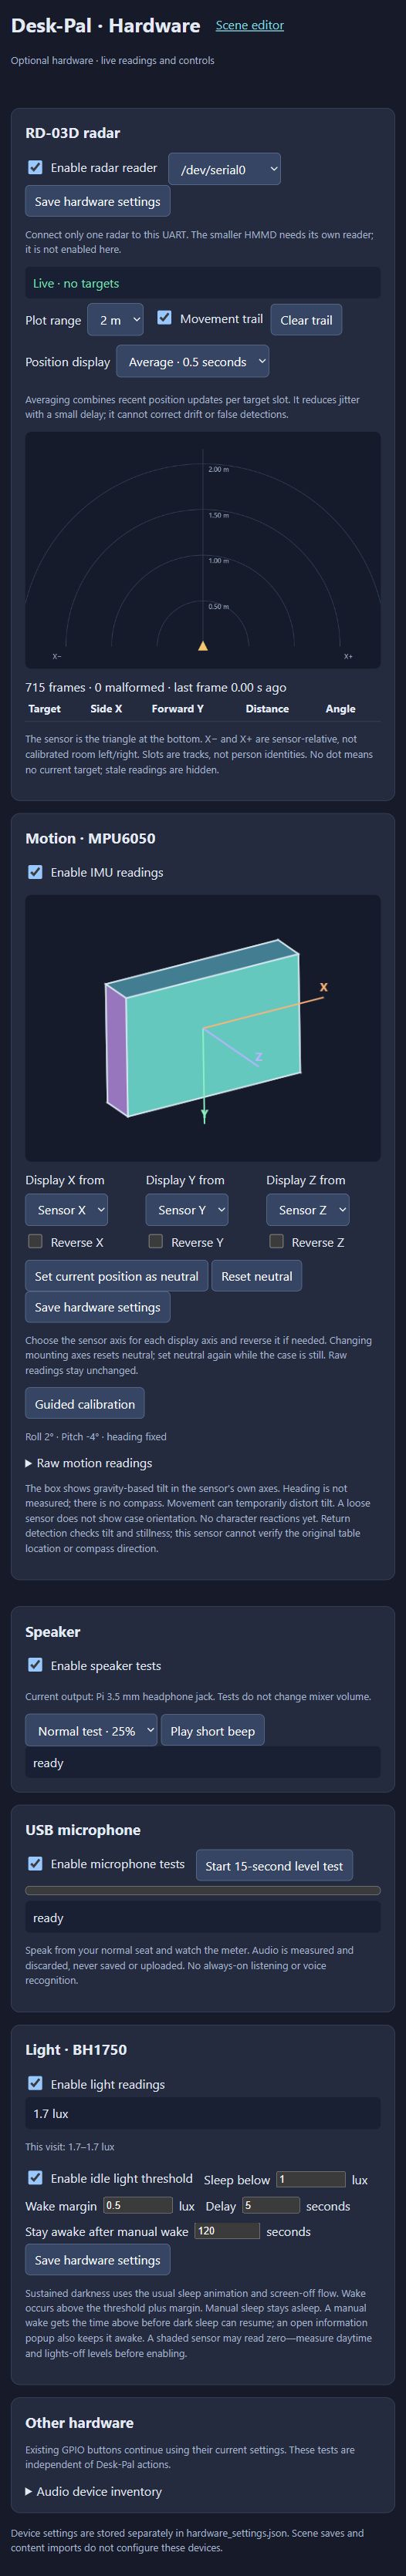 Desk-Pal · Hardware Scene editor
Optional hardware · live readings and controls
RD-03D radar
Enable radar reader /dev/serial0
Save hardware settings
Connect only one radar to this UART. The smaller HMMD needs its own reader;
it is not enabled here.
Live · no targets
Plot range 2 m Movement trail Clear trail
Position display Average · 0.5 seconds
Averaging combines recent position updates per target slot. It reduces jitter
with a small delay; it cannot correct drift or false detections.
2.00 m
1.50 m
1.00 m
0.50 m
X− X+
715 frames · 0 malformed · last frame 0.00 s ago
Target Side X Forward Y Distance Angle
The sensor is the triangle at the bottom. X− and X+ are sensor-relative, not
calibrated room left/right. Slots are tracks, not person identities. No dot means
no current target; stale readings are hidden.
Motion · MPU6050
Enable IMU readings
X
Z
Y
Display X from Display Y from Display Z from
Sensor X Sensor Y Sensor Z
Reverse X Reverse Y Reverse Z
Set current position as neutral Reset neutral
Save hardware settings
Choose the sensor axis for each display axis and reverse it if needed. Changing
mounting axes resets neutral; set neutral again while the case is still. Raw
readings stay unchanged.
Guided calibration
Roll 2° · Pitch -4° · heading fixed
Raw motion readings
The box shows gravity-based tilt in the sensor's own axes. Heading is not
measured; there is no compass. Movement can temporarily distort tilt. A loose
sensor does not show case orientation. No character reactions yet. Return
detection checks tilt and stillness; this sensor cannot verify the original table
location or compass direction.
Speaker
Enable speaker tests
Current output: Pi 3.5 mm headphone jack. Tests do not change mixer volume.
Normal test · 25% Play short beep
ready
USB microphone
Enable microphone tests Start 15-second level test
ready
Speak from your normal seat and watch the meter. Audio is measured and
discarded, never saved or uploaded. No always-on listening or voice
recognition.
Light · BH1750
Enable light readings
1.7 lux
This visit: 1.7–1.7 lux
Enable idle light threshold Sleep below 1 lux
Wake margin 0.5 lux Delay 5 seconds
Stay awake after manual wake 120 seconds
Save hardware settings
Sustained darkness uses the usual sleep animation and screen-off flow. Wake
occurs above the threshold plus margin. Manual sleep stays asleep. A manual
wake gets the time above before dark sleep can resume; an open information
popup also keeps it awake. A shaded sensor may read zero—measure daytime
and lights-off levels before enabling.
Other hardware
Existing GPIO buttons continue using their current settings. These tests are
independent of Desk-Pal actions.
Audio device inventory
Device settings are stored separately in hardware_settings.json. Scene saves and
content imports do not configure these devices.